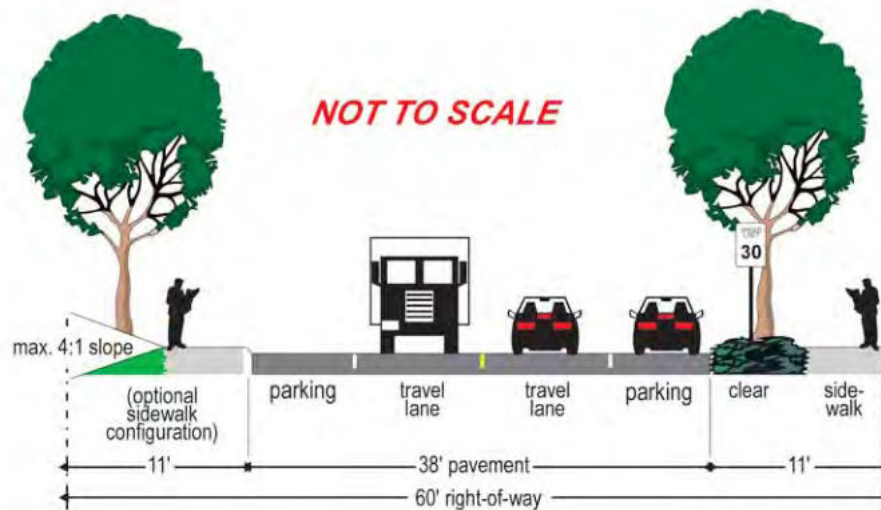 NOT TO SCALE
30
max. 4:1 slope
(optional
sidewalk
configuration)
parking
travel
lane
travel
lane
parking
clear
side-
walk
11'
38' pavement
11'
60' right-of-way